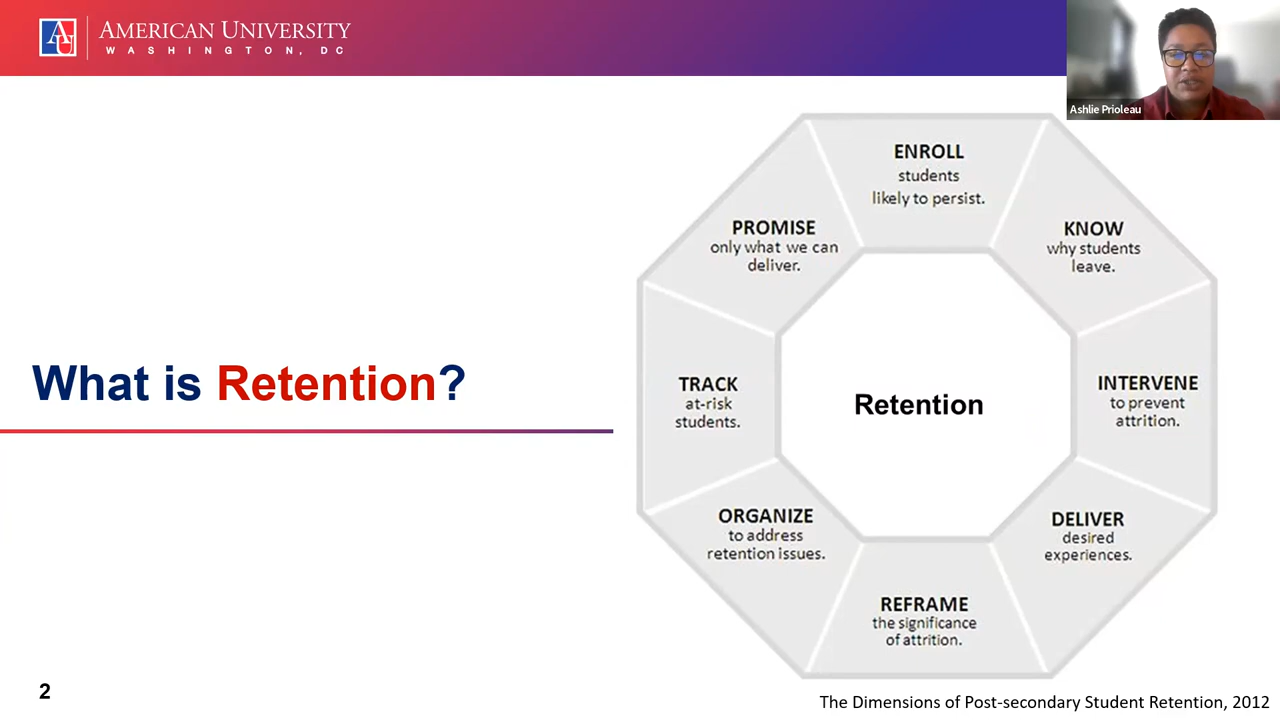 AU
AMERICAN UNIVERSITY
WASHINGTON, DC
Ashlie Prioleau
What is Retention?
ENROLL
students
likely to persist.
KNOW
why students
leave.
INTERVENE
to prevent
attrition.
DELIVER
desired
experiences.
REFRAME
the significance
of attrition.
ORGANIZE
to address
retention issues.
TRACK
at-risk
students.
PROMISE
only what we can
deliver.
Retention
2
The Dimensions of Post-secondary Student Retention, 2012